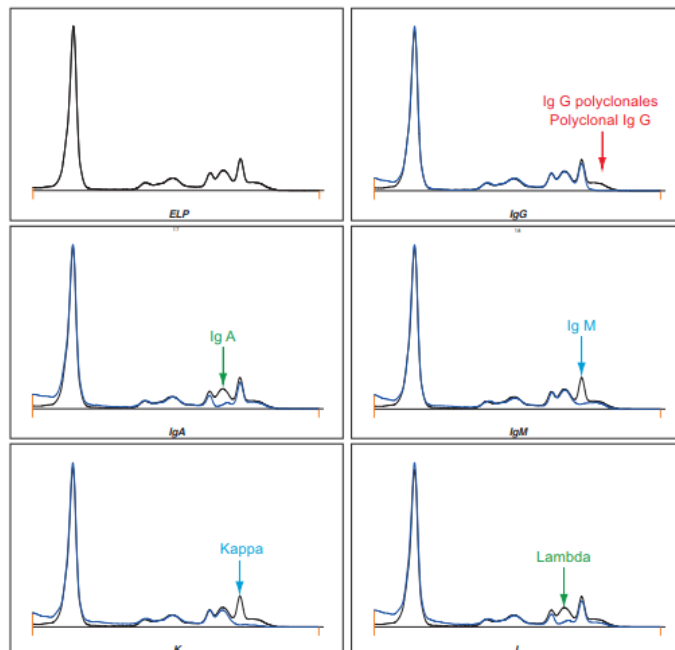 ELP
Ig G polyclonales
Polyclonal Ig G
IgG
Ig A
IgA
Ig M
IgM
Kappa
K
Lambda
L